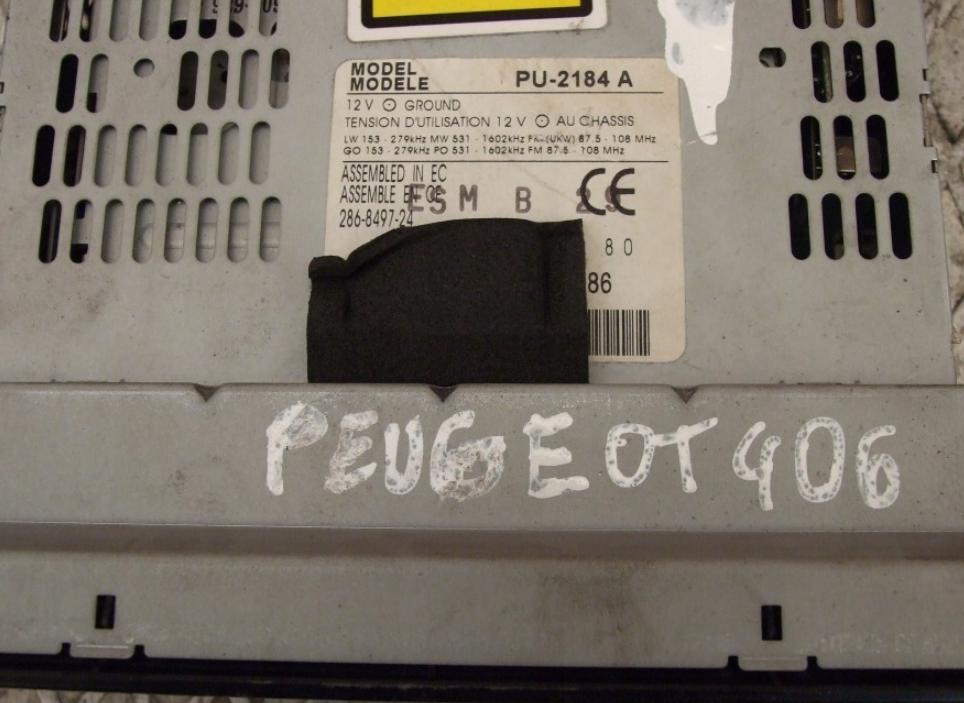 MODEL
MODELE
PU-2184 A
12 V GROUND
TENSION D'UTILISATION 12 V AU CHASSIS
LW 153 - 279kHz MW 531 - 1602kHz (UKW) 87.5 - 108 MHz
GO 153 - 279kHz PO 531 - 1602kHz FM 87.5 - 108 MHz
ASSEMBLED IN EC
ASSEMBLE EN CE
286-8497-24
ESM B
CE
80
86
PEUGEOT 406